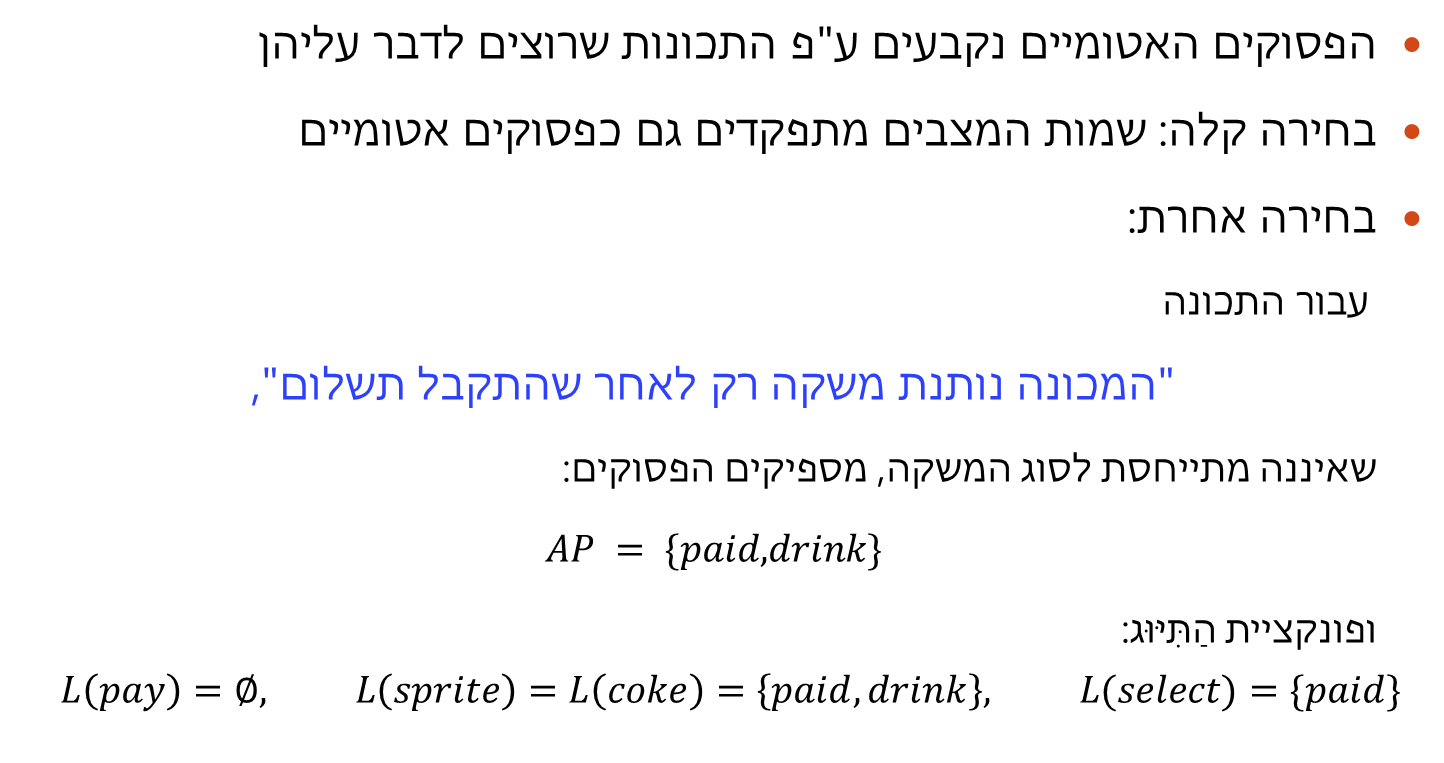 • הפסוקים האטומיים נקבעים ע"פ התכונות שרוצים לדבר עליהן
• בחירה קלה: שמות המצבים מתפקדים גם כפסוקים אטומיים
• בחירה אחרת:
עבור התכונה
"המכונה נותנת משקה רק לאחר שהתקבל תשלום",
שאיננה מתייחסת לסוג המשקה, מספיקים הפסוקים:
AP = {paid,drink}
ופונקציית הַתִּיּוּג:
L(pay) = ∅, L(sprite) = L(coke) = {paid, drink}, L(select) = {paid}